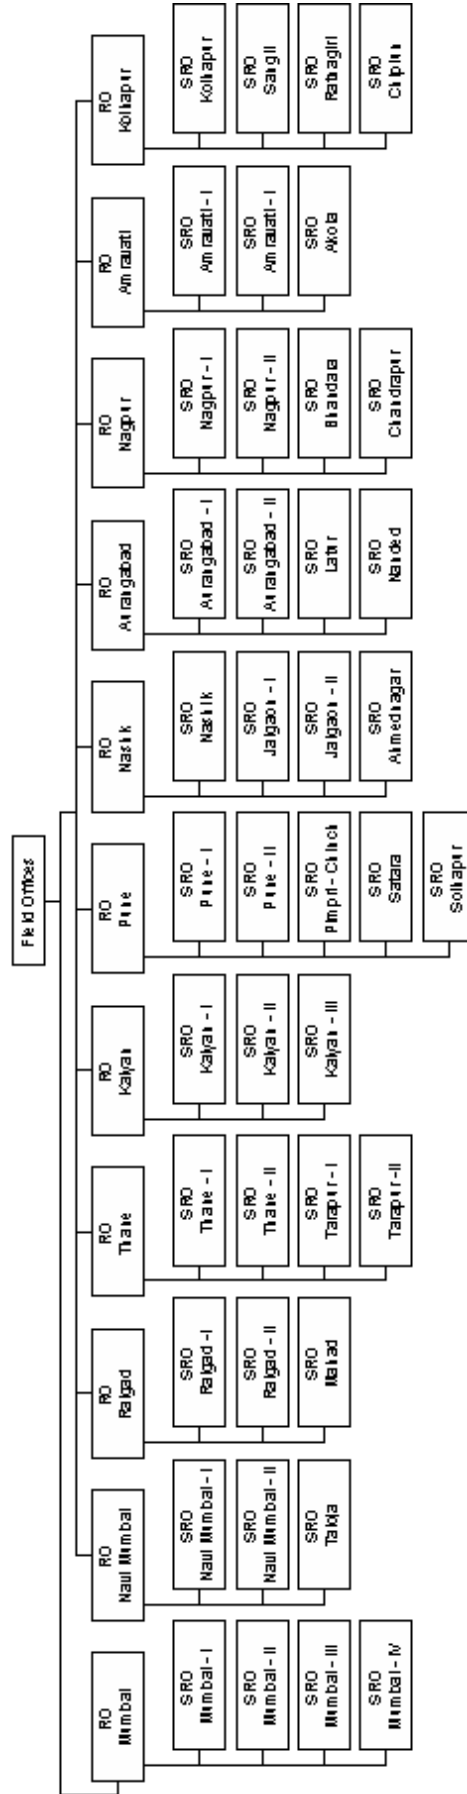 Field Offices
RO
Mumbai
SRO
Mumbai - I
SRO
Mumbai - II
SRO
Mumbai - III
SRO
Mumbai - IV
RO
Navi Mumbai
SRO
Navi Mumbai - I
SRO
Navi Mumbai - II
SRO
Taloja
RO
Raigad
SRO
Raigad - I
SRO
Raigad - II
SRO
Mahad
RO
Thane
SRO
Thane - I
SRO
Thane - II
SRO
Tarapur - I
SRO
Tarapur - II
RO
Kalyan
SRO
Kalyan - I
SRO
Kalyan - II
SRO
Kalyan - III
RO
Pune
SRO
Pune - I
SRO
Pune - II
SRO
Pimpri - Chinch
SRO
Satara
SRO
Solhapur
RO
Nashik
SRO
Nashik
SRO
Jalgaon - I
SRO
Jalgaon - II
SRO
Ahmednagar
RO
Aurangabad
SRO
Aurangabad - I
SRO
Aurangabad - II
SRO
Latur
SRO
Nanded
RO
Nagpur
SRO
Nagpur - I
SRO
Nagpur - II
SRO
Bhandara
SRO
Chandrapur
RO
Amravati
SRO
Amravati - I
SRO
Amravati - I
SRO
Akola
RO
Kolhapur
SRO
Kolhapur
SRO
Sangli
SRO
Ratnagiri
SRO
Chiplun